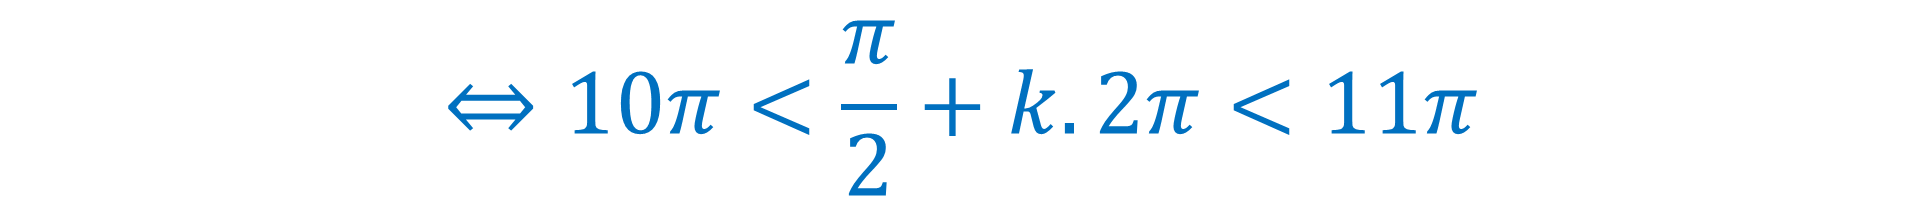 ⇔ 10𝜋 < 𝜋/2 + 𝑘. 2𝜋 < 11𝜋